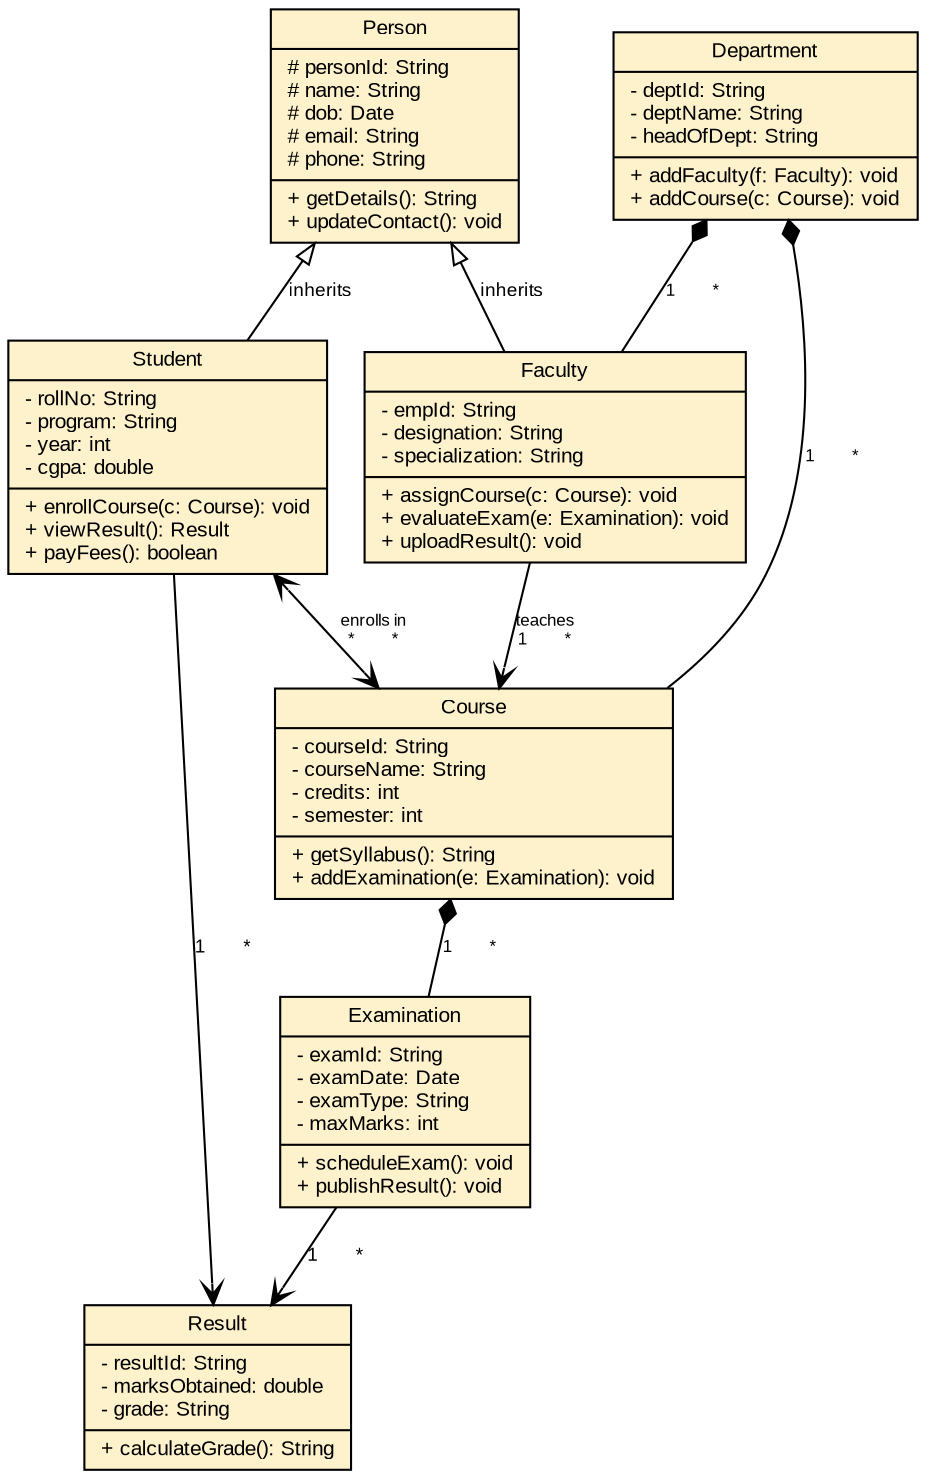 Person
# personId: String
# name: String
# dob: Date
# email: String
# phone: String
+ getDetails(): String
+ updateContact(): void
Department
- deptId: String
- deptName: String
- headOfDept: String
+ addFaculty(f: Faculty): void
+ addCourse(c: Course): void
inherits
inherits
1 *
Student
- rollNo: String
- program: String
- year: int
- cgpa: double
+ enrollCourse(c: Course): void
+ viewResult(): Result
+ payFees(): boolean
Faculty
- empId: String
- designation: String
- specialization: String
+ assignCourse(c: Course): void
+ evaluateExam(e: Examination): void
+ uploadResult(): void
1 *
enrolls in
* *
teaches
1 *
Course
- courseId: String
- courseName: String
- credits: int
- semester: int
+ getSyllabus(): String
+ addExamination(e: Examination): void
1 *
1 *
Examination
- examId: String
- examDate: Date
- examType: String
- maxMarks: int
+ scheduleExam(): void
+ publishResult(): void
1 *
Result
- resultId: String
- marksObtained: double
- grade: String
+ calculateGrade(): String